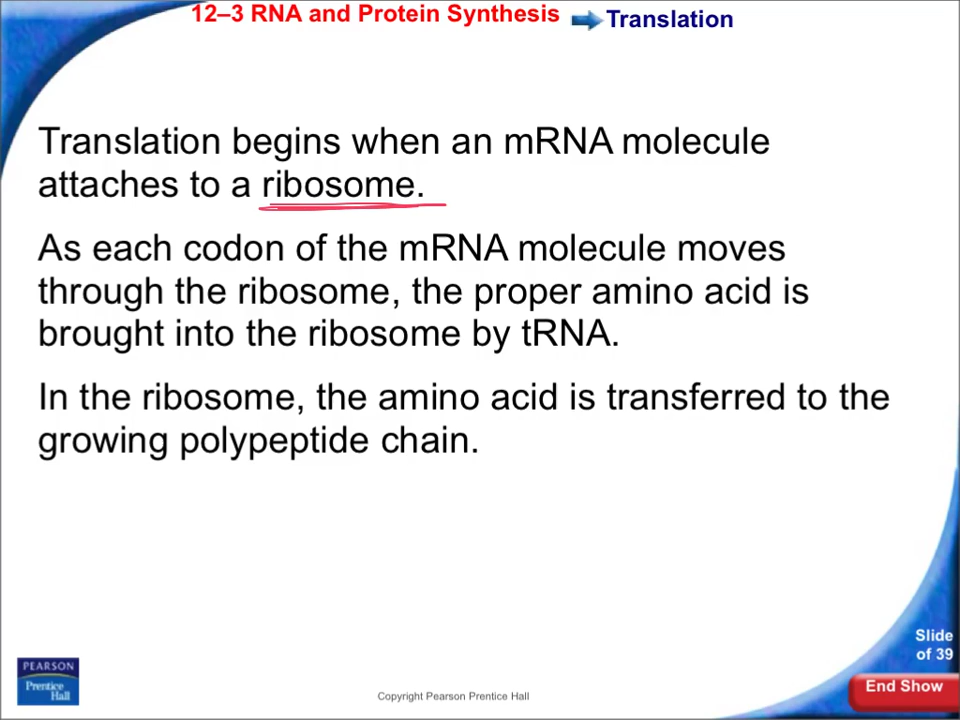 12–3 RNA and Protein Synthesis
Translation
Translation begins when an mRNA molecule
attaches to a ribosome.
As each codon of the mRNA molecule moves
through the ribosome, the proper amino acid is
brought into the ribosome by tRNA.
In the ribosome, the amino acid is transferred to the
growing polypeptide chain.
Slide
of 39
End Show
PEARSON
Prentice
Hall
Copyright Pearson Prentice Hall